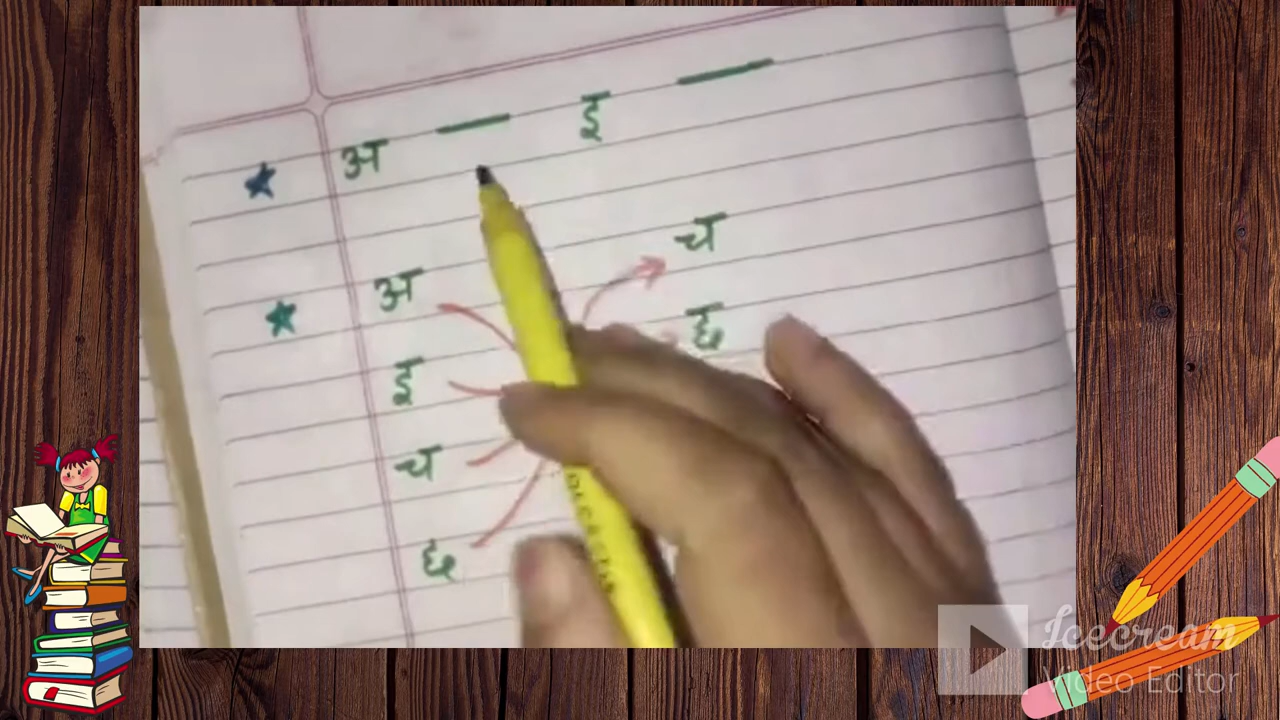 अ — इ —
अ च
इ छ
च
छ
Icecream
Video Editor